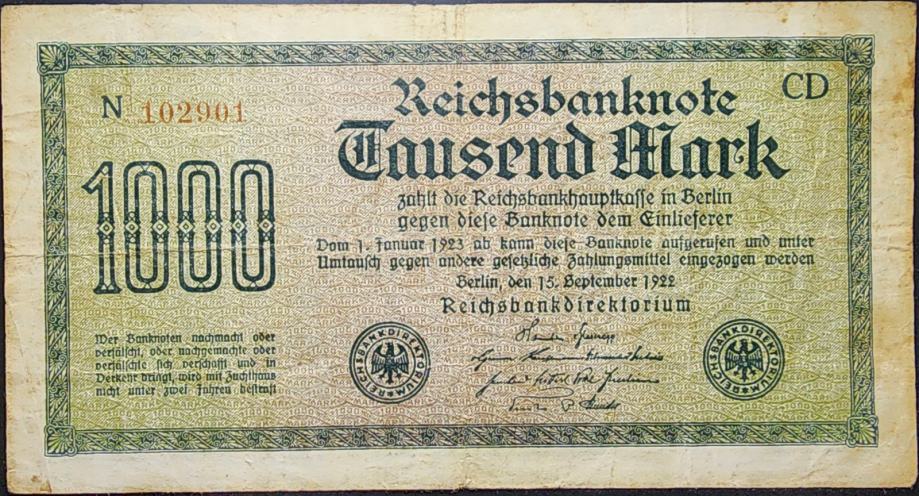 N 102901
CD
Reichsbanknote
Tausend Mark
1000
zahlt die Reichsbankhauptkasse in Berlin
gegen diese Banknote dem Einlieferer
Vom 1. Januar 1923 ab kann diese Banknote aufgerufen und unter
Umtausch gegen andere gesetzliche Zahlungsmittel eingezogen werden
Berlin, den 15. September 1922
Reichsbankdirektorium
Wer Banknoten nachmacht oder
verfälscht, oder nachgemachte oder
verfälschte sich verschafft und in
Verkehr bringt, wird mit Zuchthaus
nicht unter zwei Jahren bestraft
REICHSBANKDIREKTORIUM
REICHSBANKDIREKTORIUM